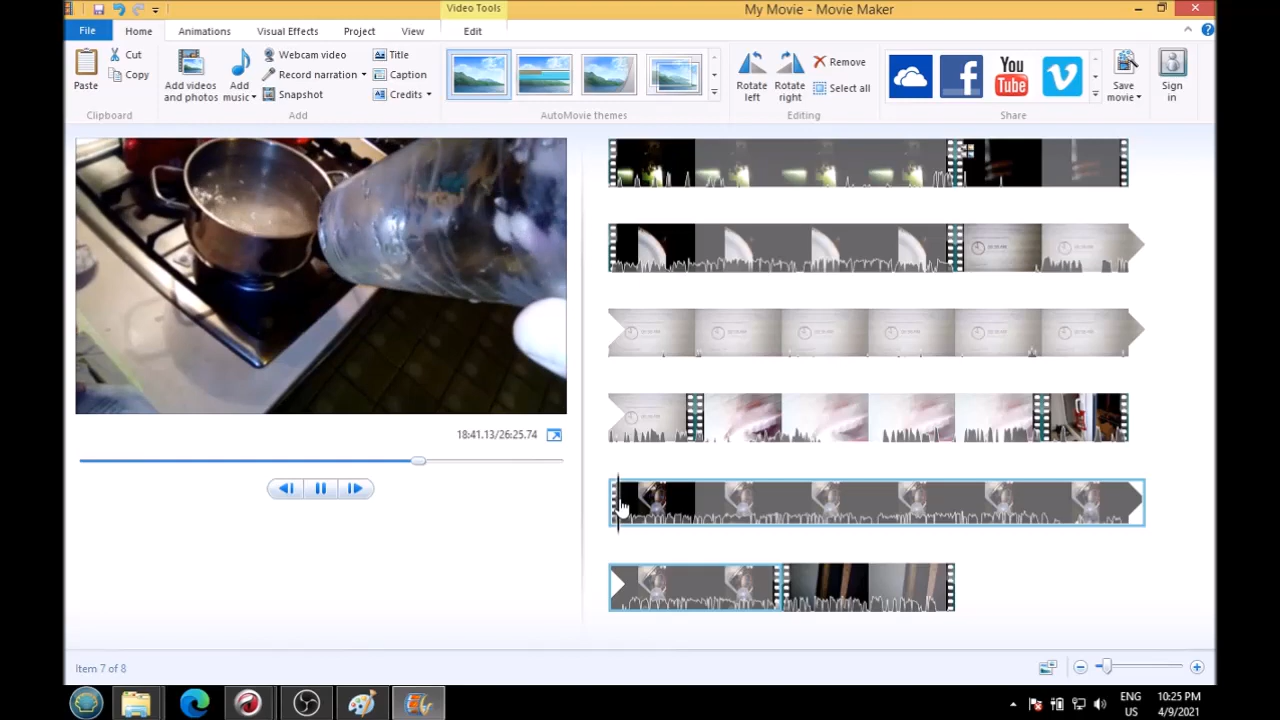 Video Tools
My Movie - Movie Maker
File
Home
Animations
Visual Effects
Project
View
Edit
Paste
Cut
Copy
Clipboard
Add videos
and photos
Add
music
Webcam video
Record narration
Snapshot
Title
Caption
Credits
Add
AutoMovie themes
Rotate
left
Rotate
right
Remove
Select all
Editing
You
Tube
Share
Save
movie
Sign
in
18:41.13/26:25.74
Item 7 of 8
ENG
US
10:25 PM
4/9/2021